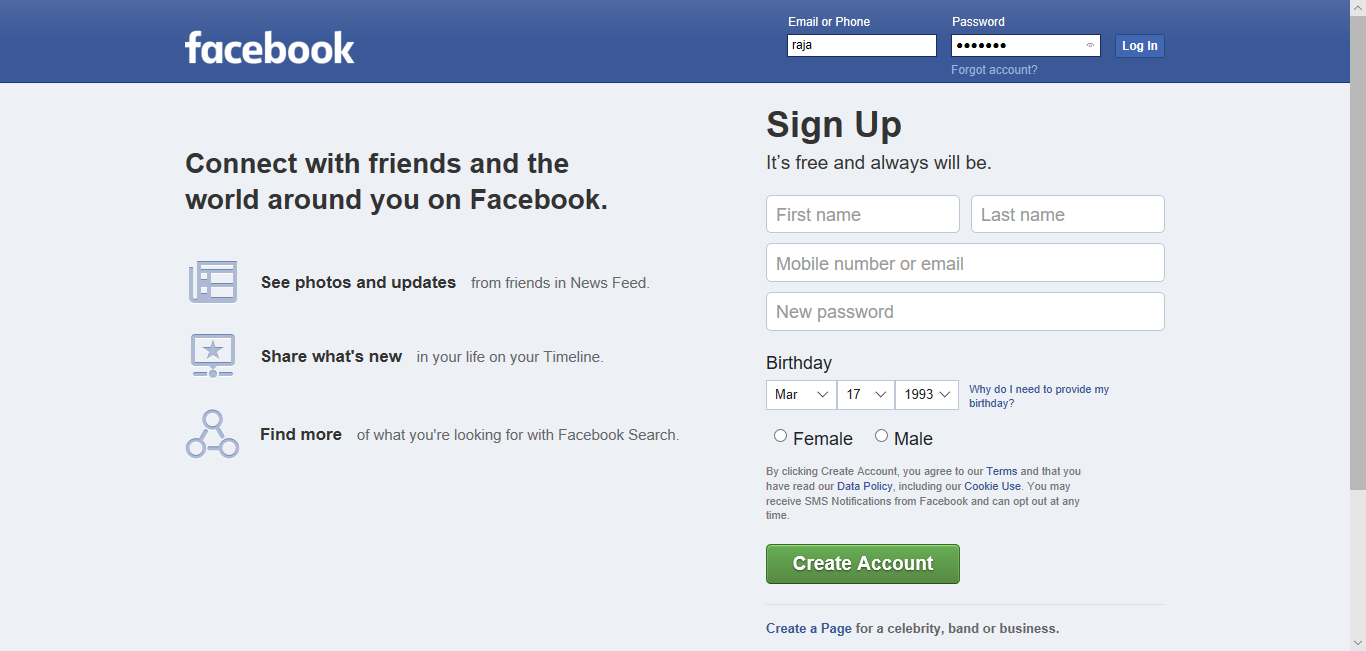 facebook
Email or Phone
Password
raja
Log In
Forgot account?
Connect with friends and the
world around you on Facebook.
See photos and updates from friends in News Feed.
Share what's new in your life on your Timeline.
Find more of what you're looking for with Facebook Search.
Sign Up
It's free and always will be.
First name
Last name
Mobile number or email
New password
Birthday
Mar 17 1993
Why do I need to provide my
birthday?
Female Male
By clicking Create Account, you agree to our Terms and that you
have read our Data Policy, including our Cookie Use. You may
receive SMS Notifications from Facebook and can opt out at any
time.
Create Account
Create a Page for a celebrity, band or business.